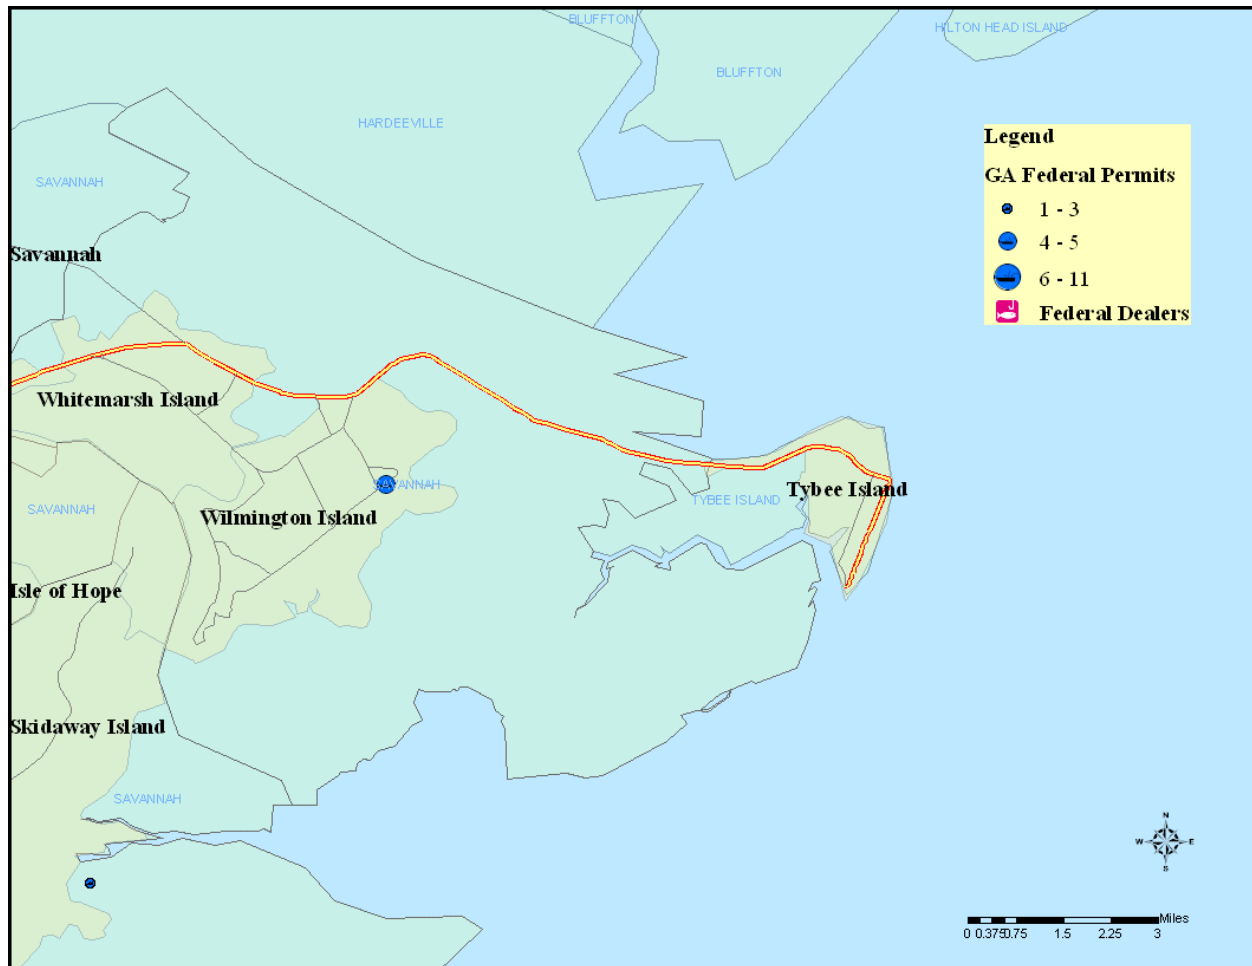 BLUFFTON
HILTON HEAD ISLAND
BLUFFTON
HARDEEVILLE
Legend
GA Federal Permits
1 - 3
4 - 5
6 - 11
Federal Dealers
SAVANNAH
Savannah
Whitemarsh Island
SAVANNAH
Tybee Island
TYBEE ISLAND
SAVANNAH
Wilmington Island
Isle of Hope
Skidaway Island
SAVANNAH
N
W E
S
Miles
0 0.375 0.75 1.5 2.25 3